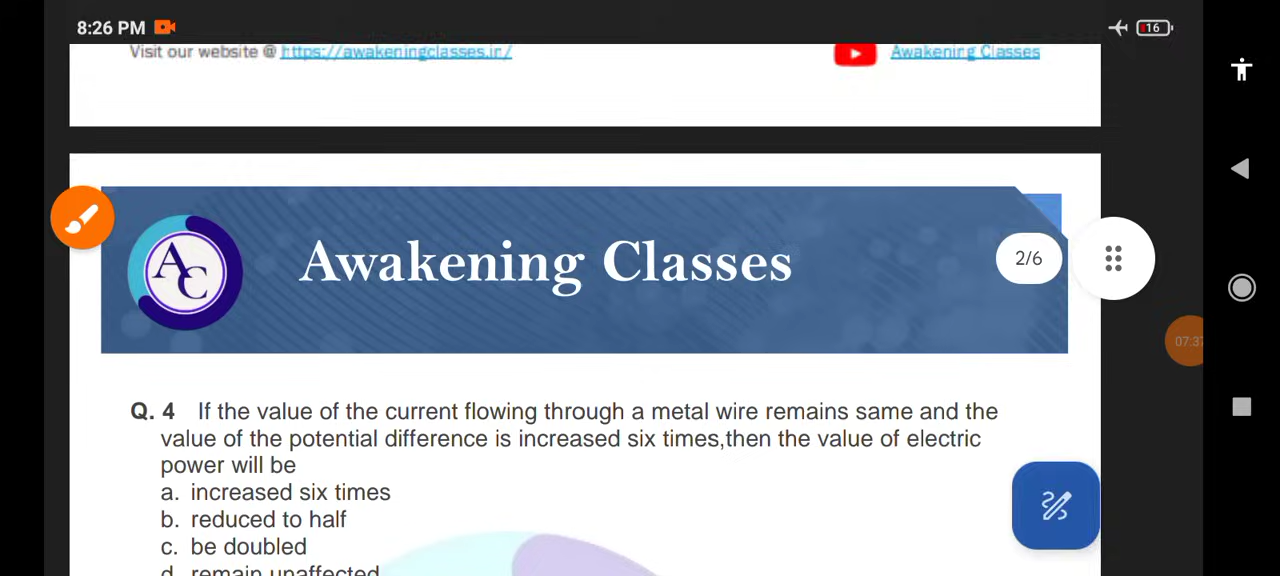 8:26 PM
16
Visit our website @ https://awakeningclasses.in/
Awakening Classes
AC
Awakening Classes
2/6
07:37
Q. 4 If the value of the current flowing through a metal wire remains same and the
value of the potential difference is increased six times,then the value of electric
power will be
a. increased six times
b. reduced to half
c. be doubled
d. remain unaffected